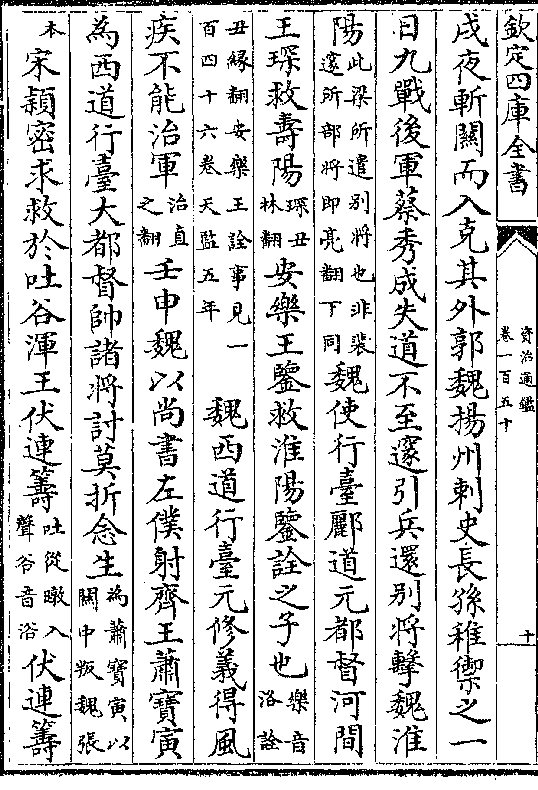 欽定四庫全書
資治通鑑
卷一百五十
十
戌夜斬關而入克其外郭魏揚州刺史長孫稚禦之一
日九戰後軍蔡秀成失道不至邃引兵還别將擊魏淮
陽此梁所遣别將也非裴邃所部將即亮翻下同魏使行臺酈道元都督河間
王琛救壽陽琛丑林翻安樂王鑒救淮陽鑒詮之子也樂音洛詮
丑緣翻安樂王詮事見一百四十六卷天監五年魏西道行臺元修義得風
疾不能治軍治直之翻壬申魏以尚書左僕射齊王蕭寶寅
為西道行臺大都督帥諸將討莫折念生為蕭寶寅以關中叛魏張
本宋穎密求救於吐谷渾王伏連籌吐從暾入聲谷音浴伏連籌